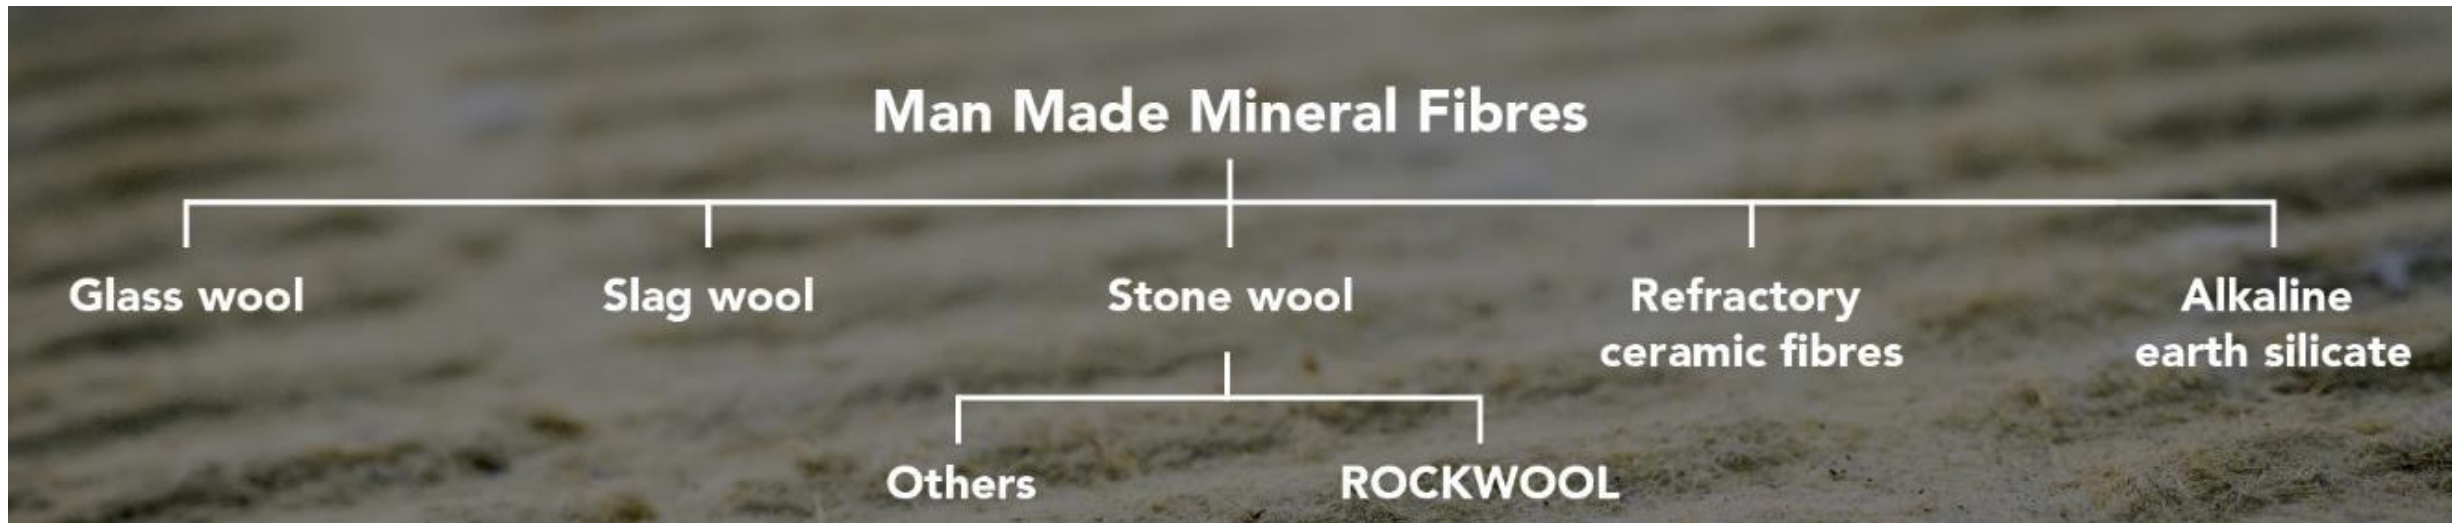 Man Made Mineral Fibres
Glass wool
Slag wool
Stone wool
Refractory
ceramic fibres
Alkaline
earth silicate
Others
ROCKWOOL